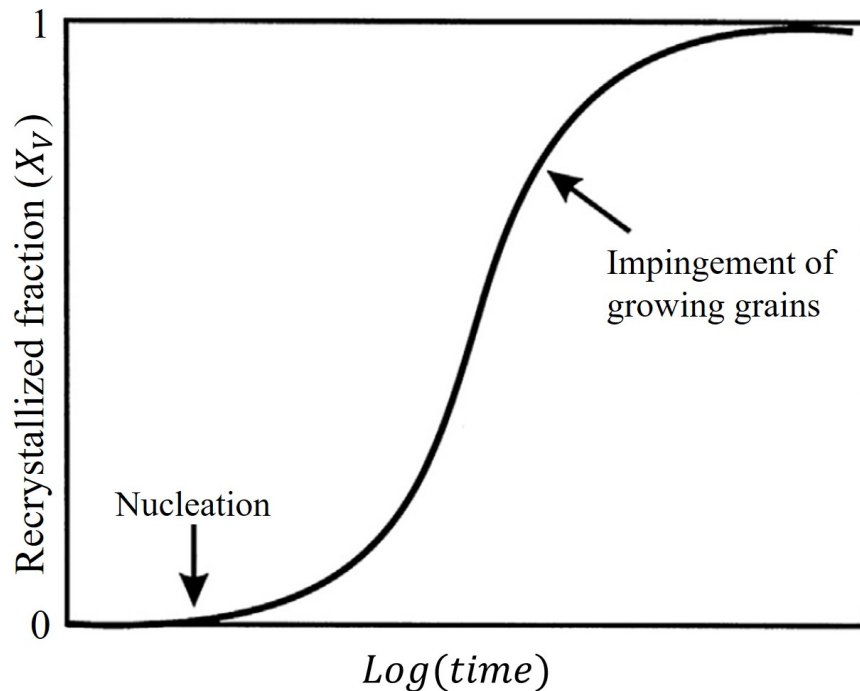 1
Recrystallized fraction (X_V)
Impingement of
growing grains
Nucleation
0
Log(time)